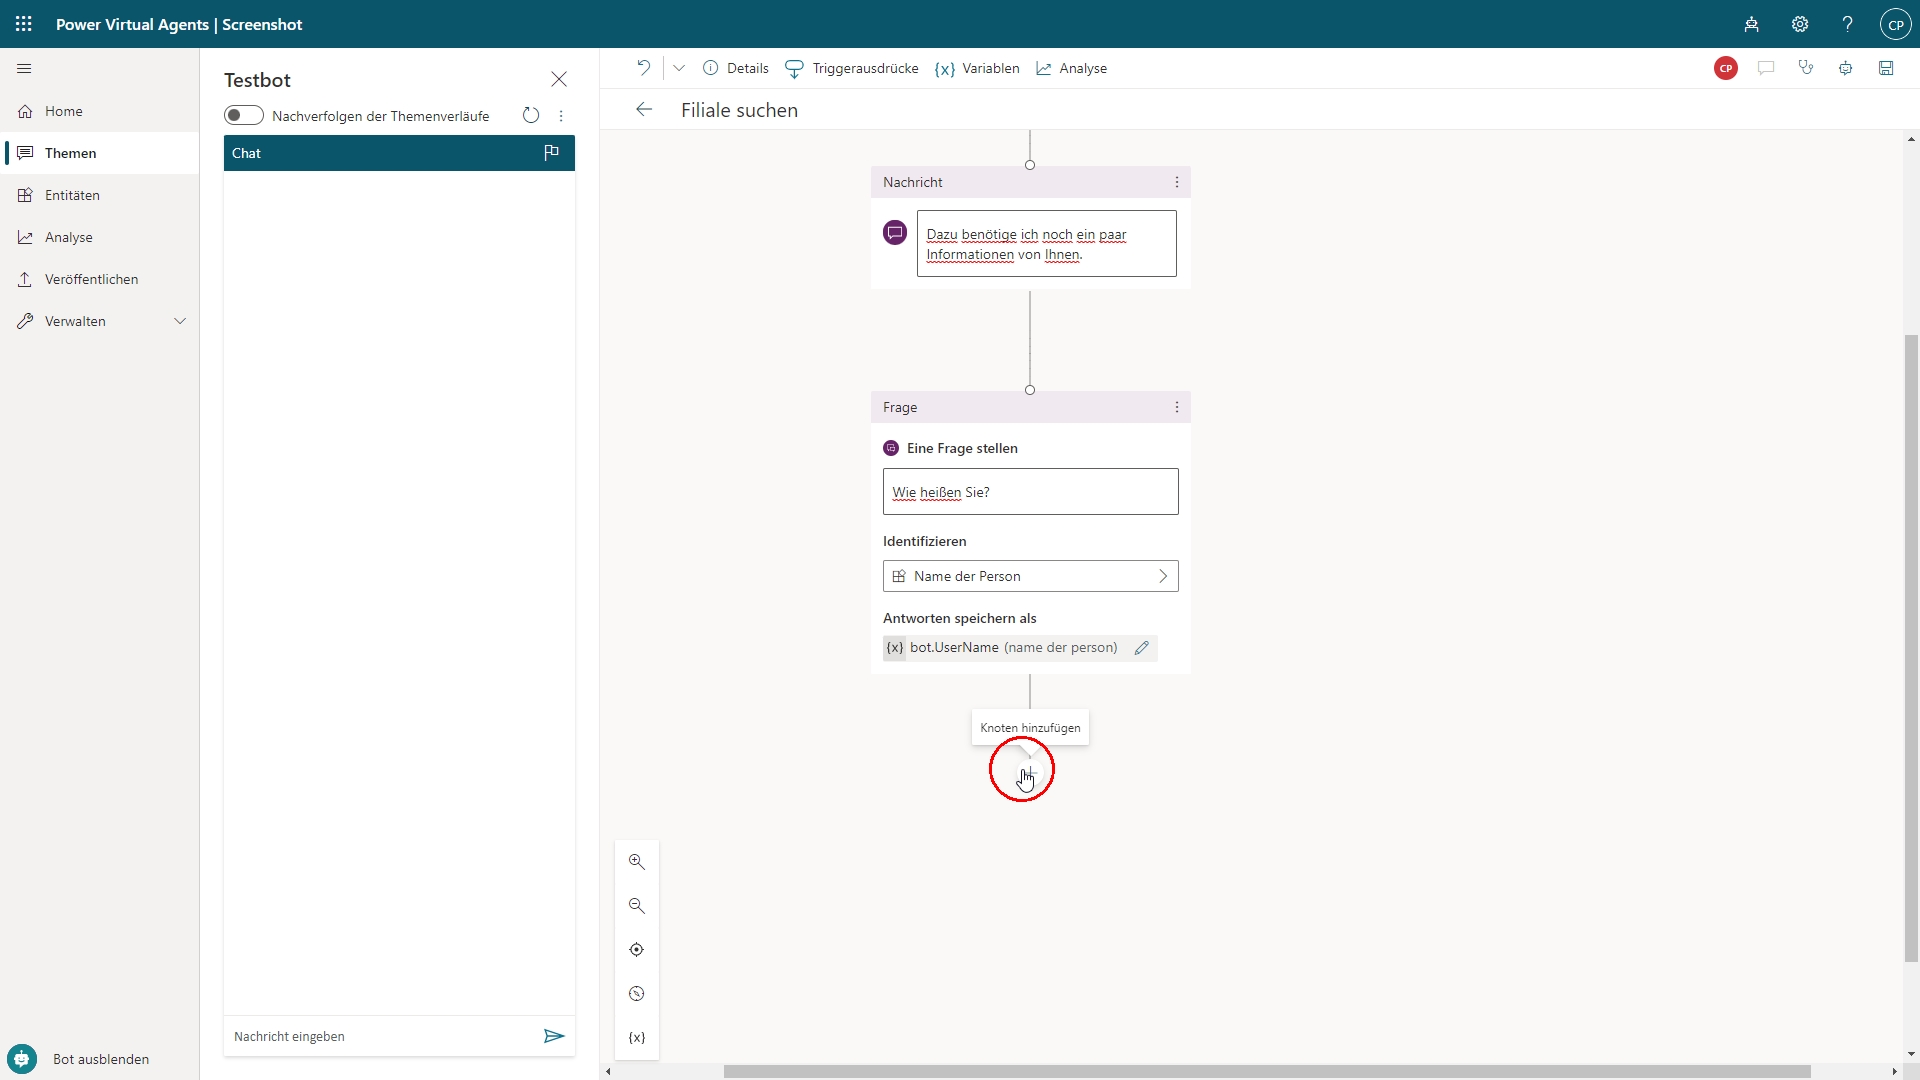 Power Virtual Agents | Screenshot
CP
Home
Themen
Entitäten
Analyse
Veröffentlichen
Verwalten
Bot ausblenden
Testbot
Nachverfolgen der Themenverläufe
Chat
Nachricht eingeben
Details
Triggerausdrücke
{x} Variablen
Analyse
CP
Filiale suchen
Nachricht
Dazu benötige ich noch ein paar
Informationen von Ihnen.
Frage
Eine Frage stellen
Wie heißen Sie?
Identifizieren
Name der Person
Antworten speichern als
{x} bot.UserName (name der person)
Knoten hinzufügen
{x}